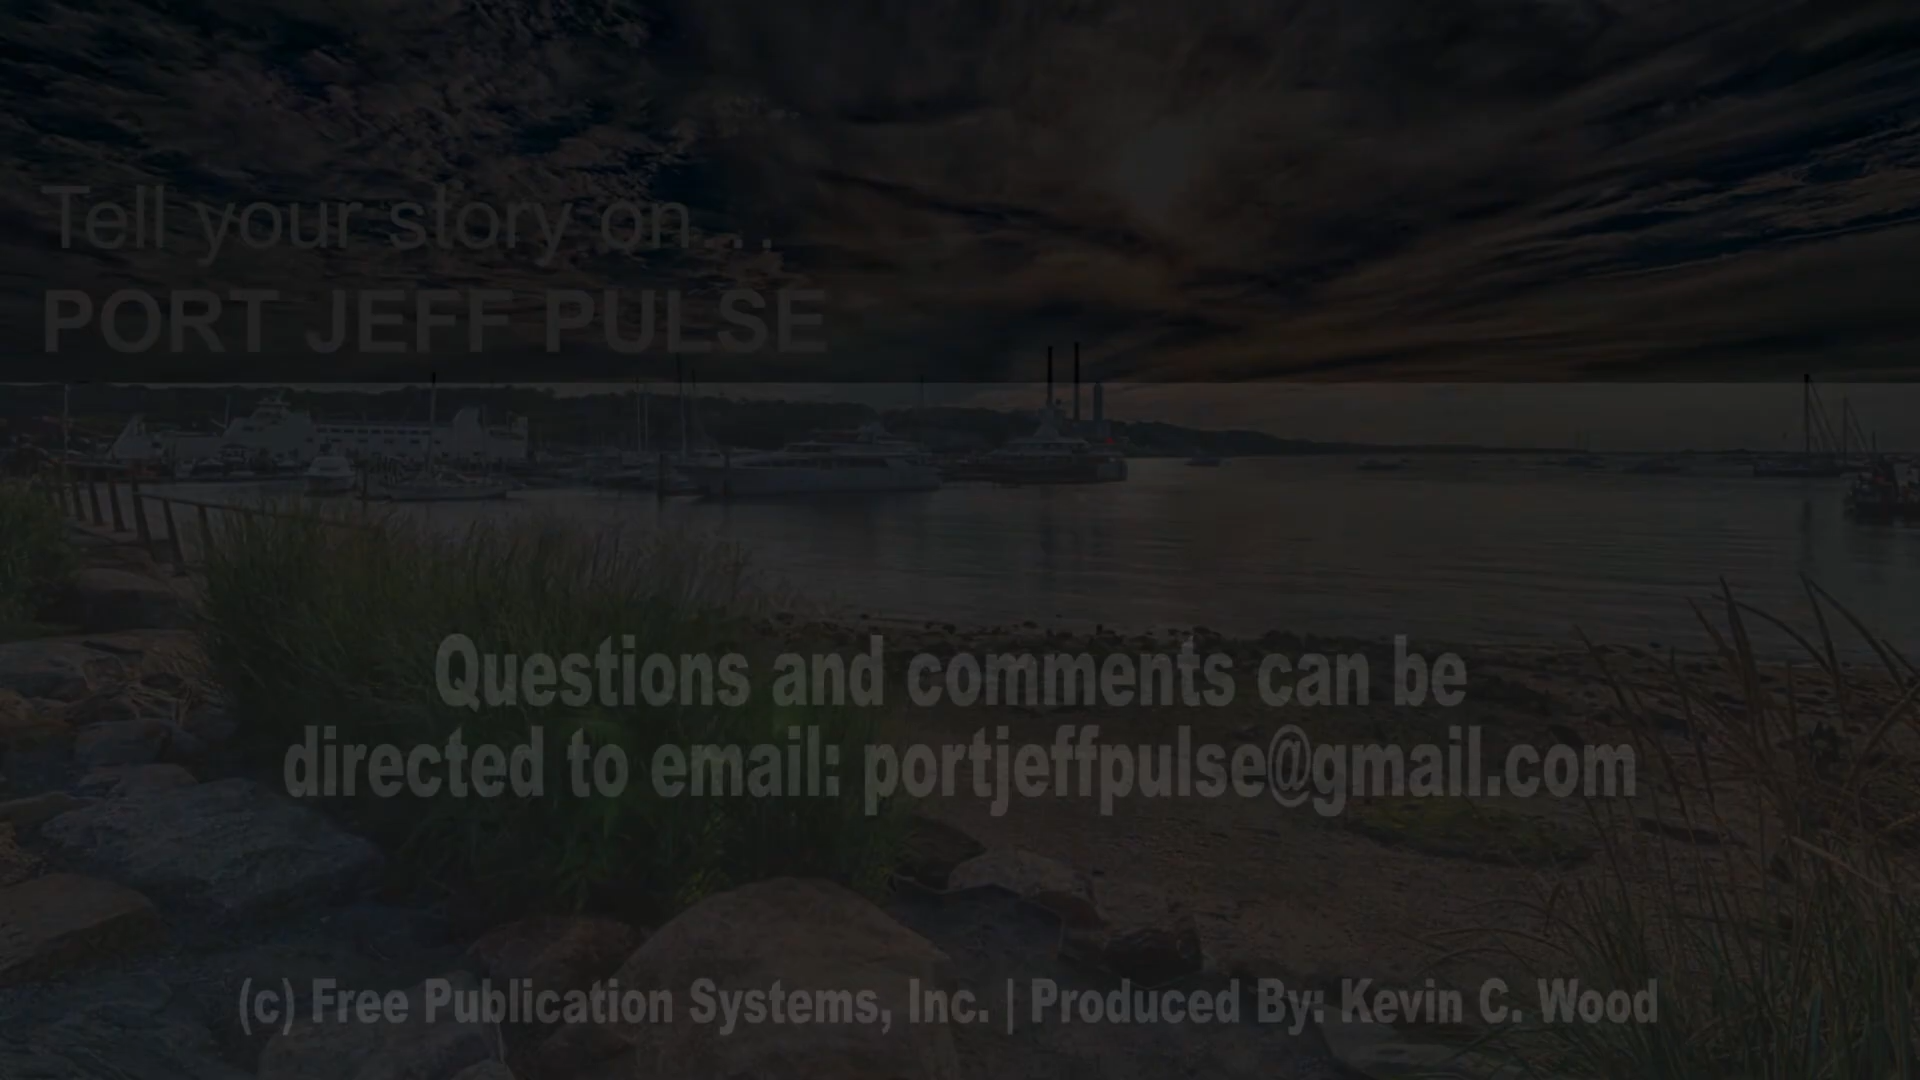 Tell your story on...
PORT JEFF PULSE
Questions and comments can be
directed to email: portjeffpulse@gmail.com
(c) Free Publication Systems, Inc. | Produced By: Kevin C. Wood